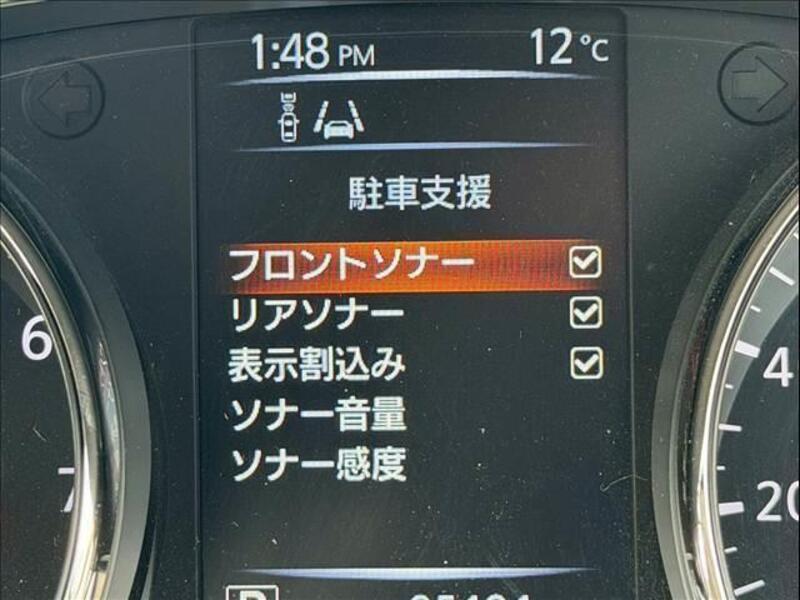 1:48 PM 12℃
駐車支援
フロントソナー
リアソナー
表示割込み
ソナー音量
ソナー感度
6
7
4
20